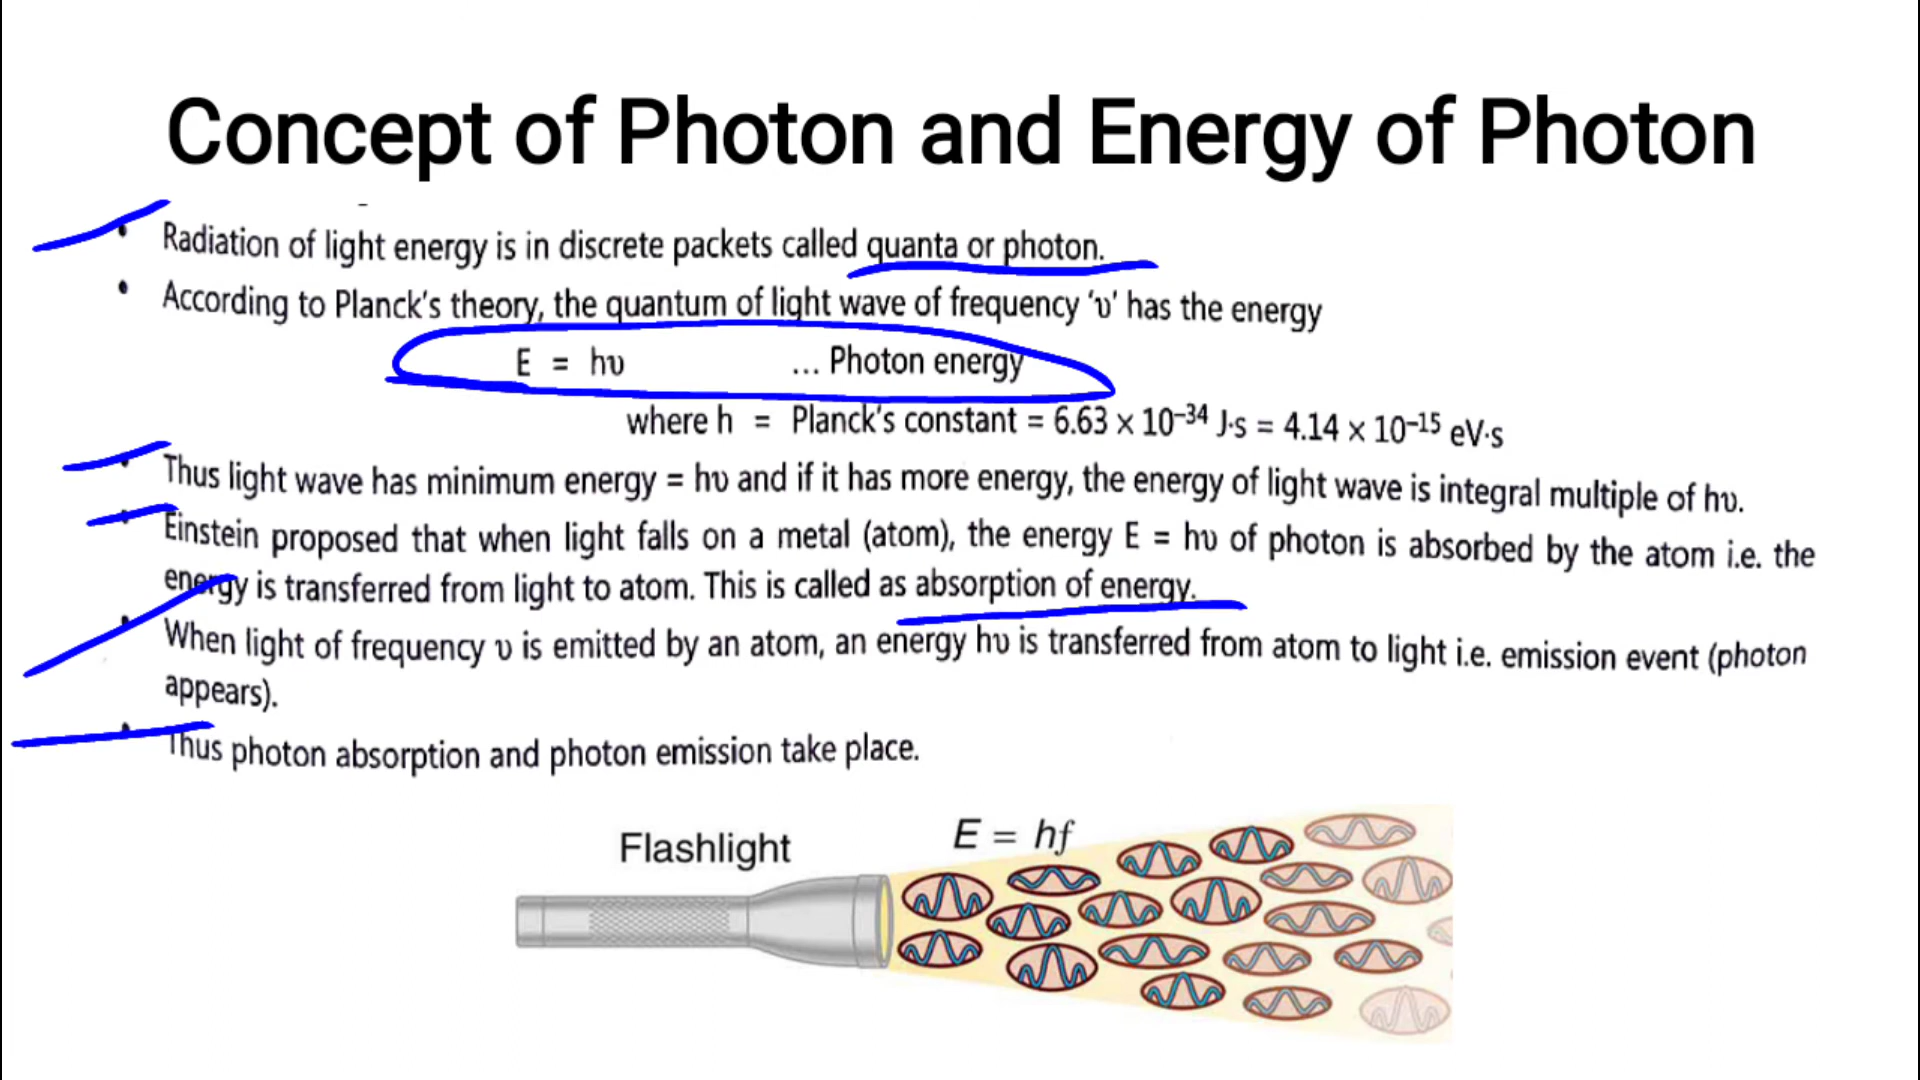 Concept of Photon and Energy of Photon
• Radiation of light energy is in discrete packets called quanta or photon.
• According to Planck's theory, the quantum of light wave of frequency 'υ' has the energy
E = hυ ... Photon energy
where h = Planck's constant = 6.63 × 10⁻³⁴ J·s = 4.14 × 10⁻¹⁵ eV·s
• Thus light wave has minimum energy = hυ and if it has more energy, the energy of light wave is integral multiple of hυ.
• Einstein proposed that when light falls on a metal (atom), the energy E = hυ of photon is absorbed by the atom i.e. the
energy is transferred from light to atom. This is called as absorption of energy.
• When light of frequency υ is emitted by an atom, an energy hυ is transferred from atom to light i.e. emission event (photon
appears).
• Thus photon absorption and photon emission take place.
Flashlight
E = hf